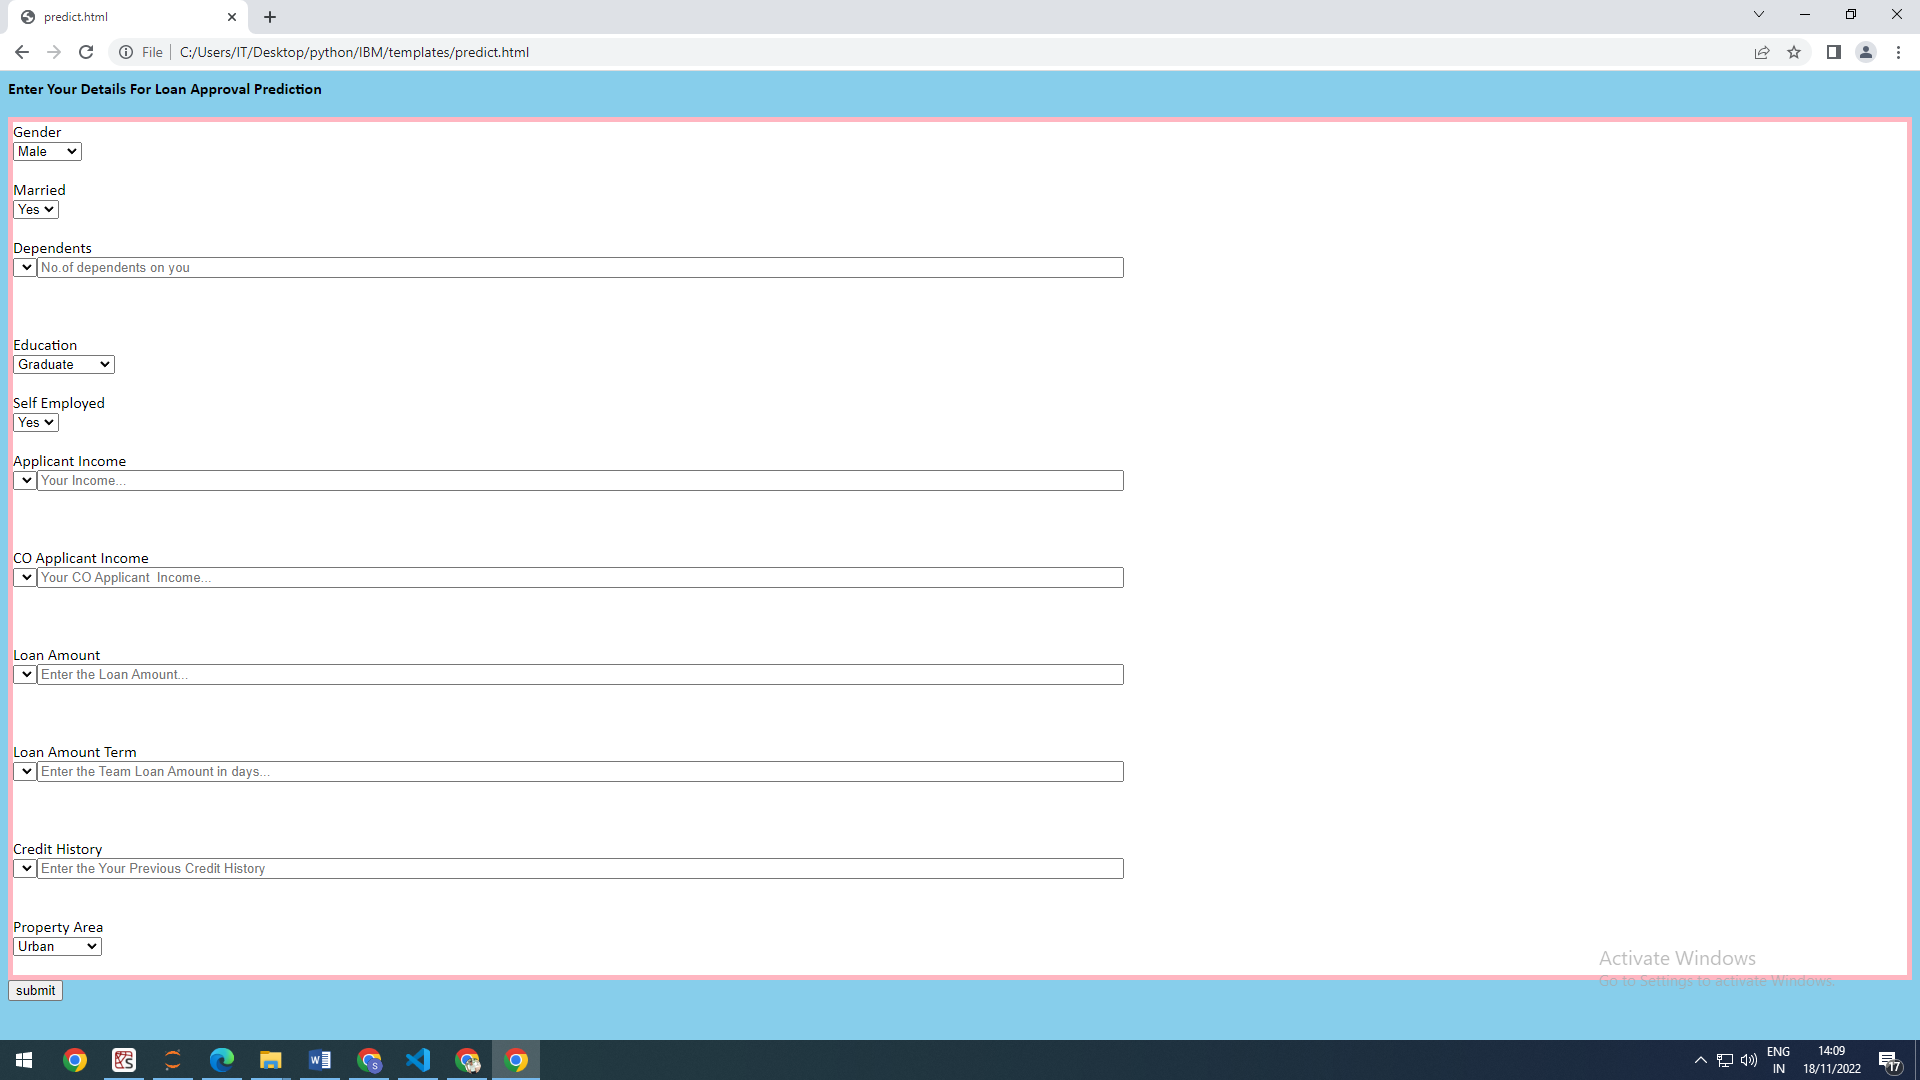 predict.html
File
C:/Users/IT/Desktop/python/IBM/templates/predict.html
Enter Your Details For Loan Approval Prediction
Gender
Male
Married
Yes
Dependents
No.of dependents on you
Education
Graduate
Self Employed
Yes
Applicant Income
Your Income...
CO Applicant Income
Your CO Applicant  Income...
Loan Amount
Enter the Loan Amount...
Loan Amount Term
Enter the Team Loan Amount in days...
Credit History
Enter the Your Previous Credit History
Property Area
Urban
Activate Windows
Go to Settings to activate Windows.
submit
ENG
IN
14:09
18/11/2022
17